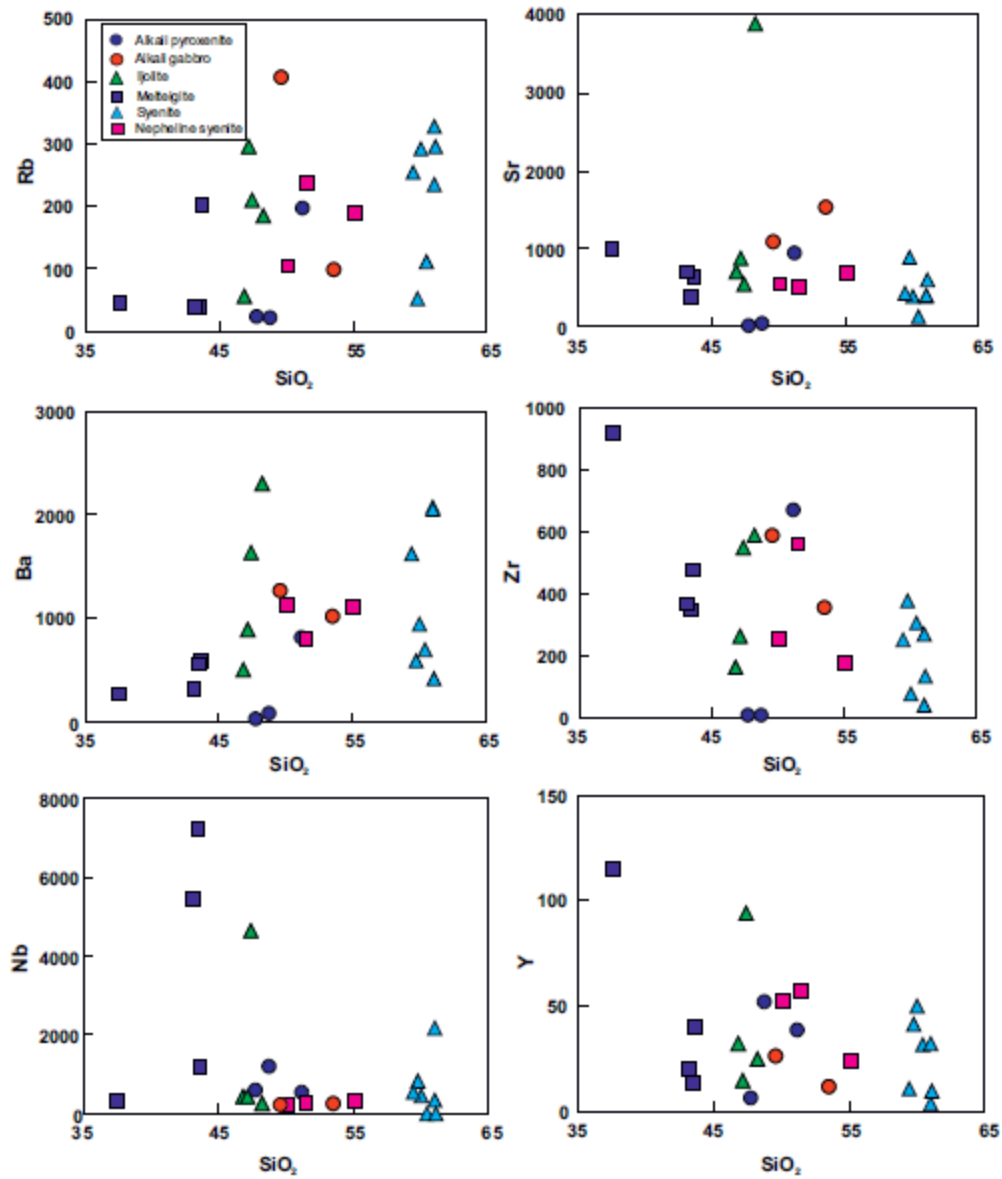 500
400
300
200
100
0
Rb
Alkali pyroxenite
Alkali gabbro
Ijolite
Melteigite
Syenite
Nepheline syenite
35 45 55 65
SiO₂
4000
3000
2000
1000
0
Sr
35 45 55 65
SiO₂
3000
2000
1000
0
Ba
35 45 55 65
SiO₂
1000
800
600
400
200
0
Zr
35 45 55 65
SiO₂
8000
6000
4000
2000
0
Nb
35 45 55 65
SiO₂
150
100
50
0
Y
35 45 55 65
SiO₂